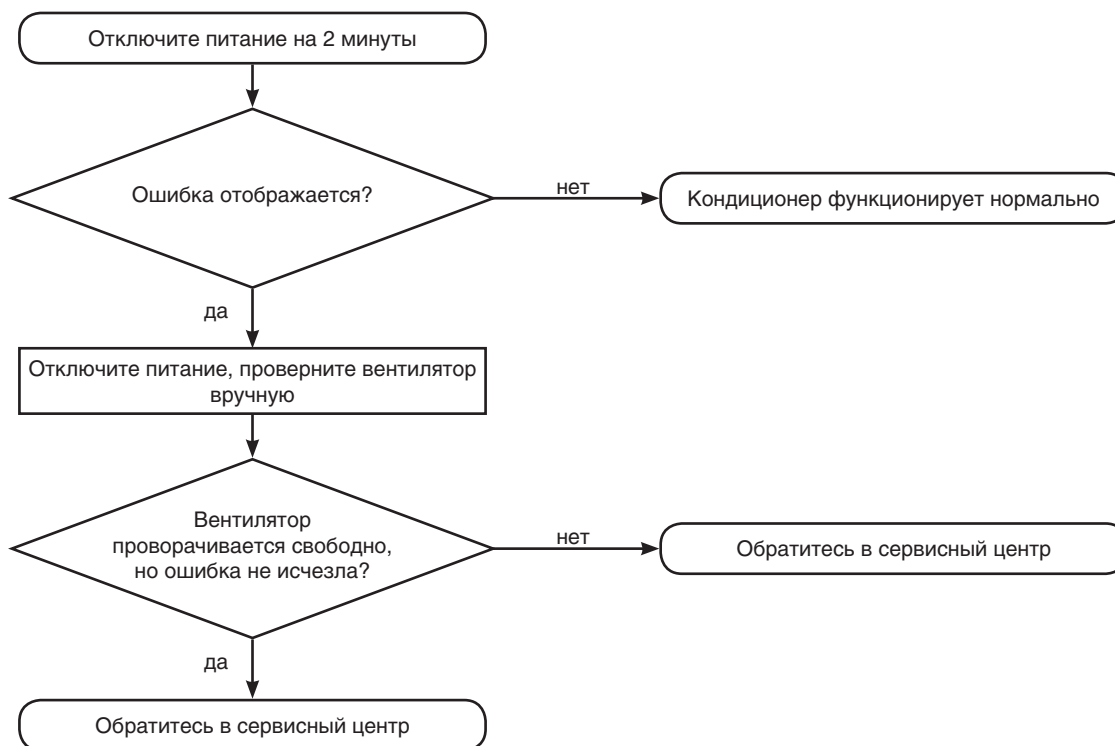 Отключите питание на 2 минуты
Ошибка отображается?
нет
Кондиционер функционирует нормально
да
Отключите питание, проверните вентилятор
вручную
Вентилятор
проворачивается свободно,
но ошибка не исчезла?
нет
Обратитесь в сервисный центр
да
Обратитесь в сервисный центр